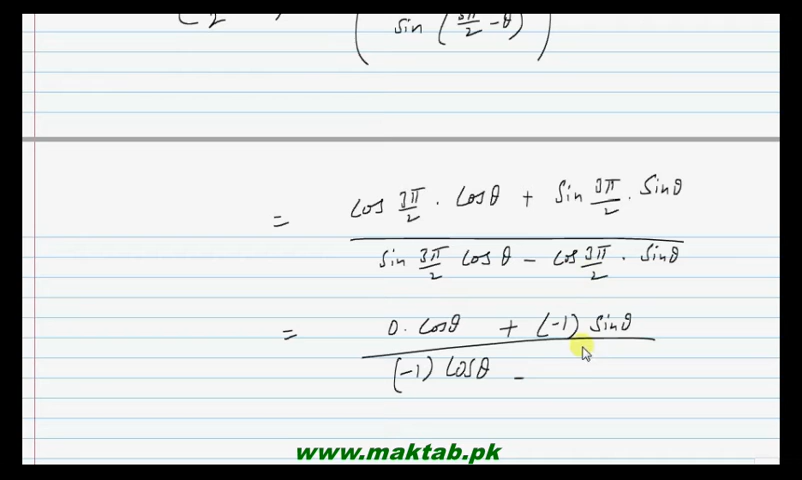 2
sin (3π/2 - θ)
= cos 3π/2 . cosθ + sin 3π/2 . sinθ
sin 3π/2 cosθ - cos 3π/2 . sinθ
= 0. cosθ + (-1) sinθ
(-1) cosθ -
www.maktab.pk